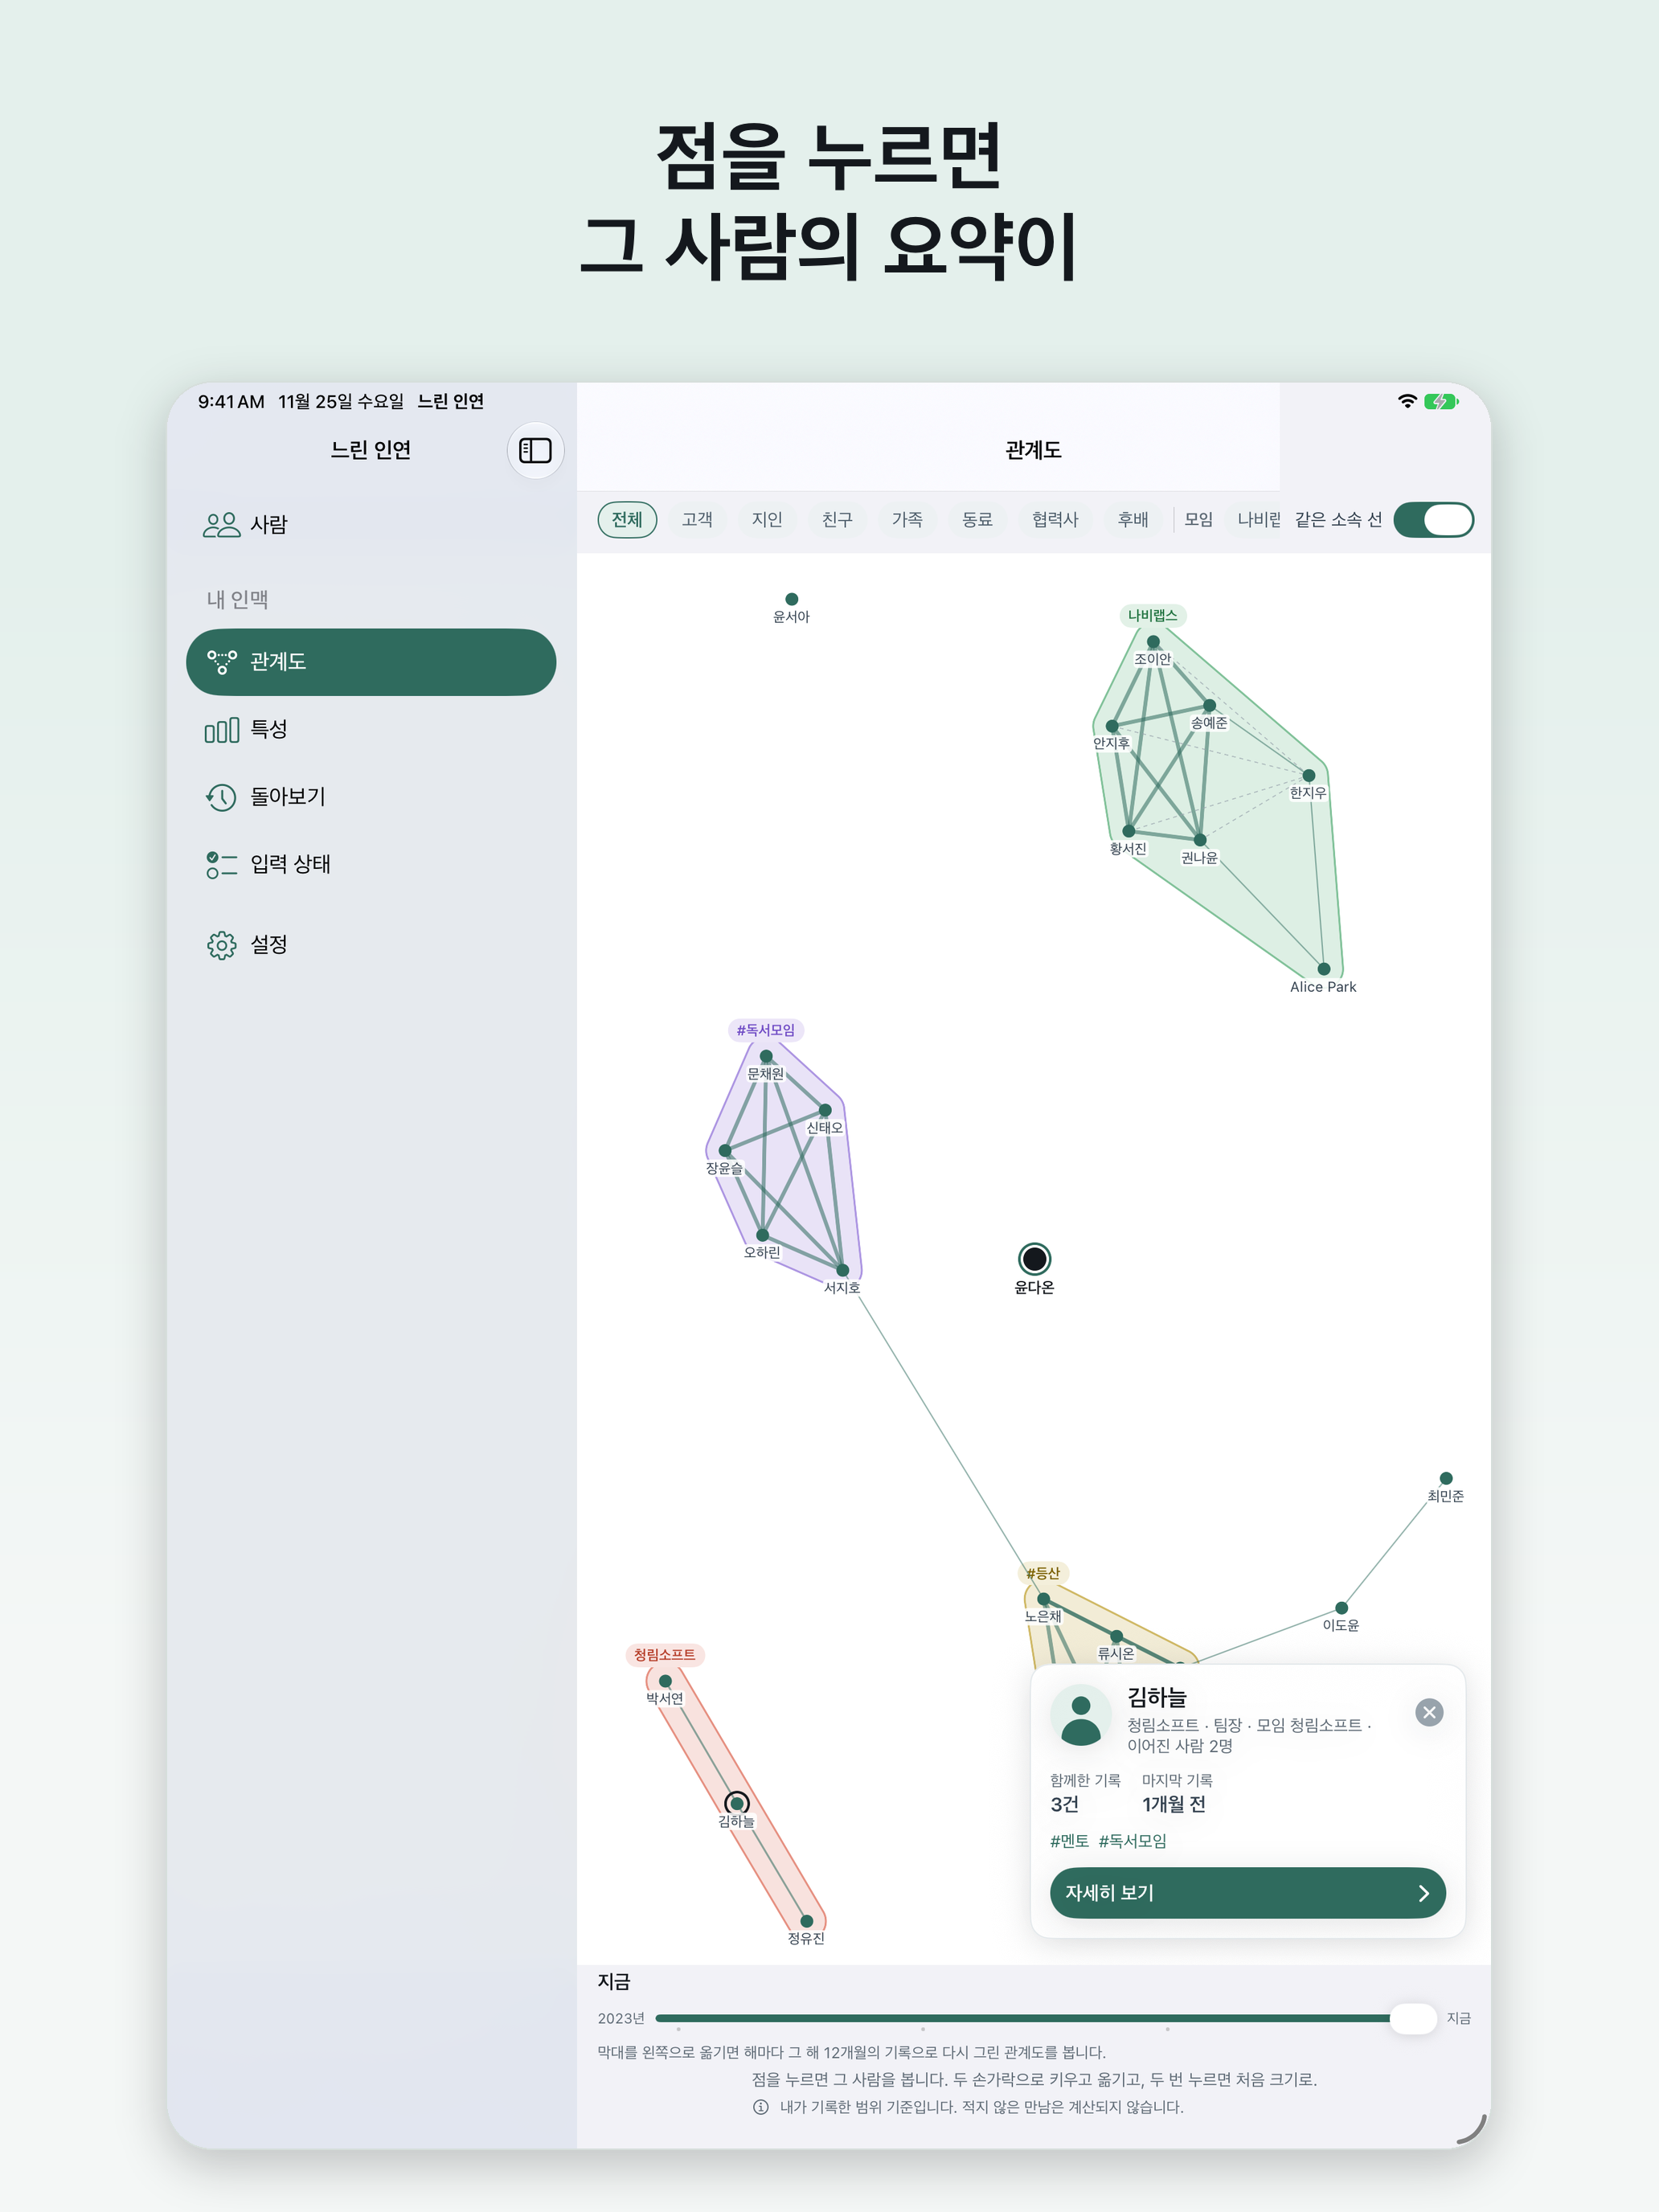 점을 누르면
그 사람의 요약이
9:41 AM 11월 25일 수요일 느린 인연
느린 인연
관계도
사람
내 인맥
관계도
특성
돌아보기
입력 상태
설정
전체 고객 지인 친구 가족 동료 협력사 후배 모임 같은 소속 선
윤서아
나비랩스
조이안
송예준
안지후
한지우
황서진
권나윤
Alice Park
#독서모임
문채원
신태오
장윤슬
오하린
서지호
윤다온
최민준
#등산
노은채
이도윤
류시온
청림소프트
박서연
김하늘
정유진
김하늘
청림소프트 · 팀장 · 모임 청림소프트 ·
이어진 사람 2명
함께한 기록 마지막 기록
3건 1개월 전
#멘토 #독서모임
자세히 보기
지금
2023년 지금
막대를 왼쪽으로 옮기면 해마다 그 해 12개월의 기록으로 다시 그린 관계도를 봅니다.
점을 누르면 그 사람을 봅니다. 두 손가락으로 키우고 옮기고, 두 번 누르면 처음 크기로.
내가 기록한 범위 기준입니다. 적지 않은 만남은 계산되지 않습니다.